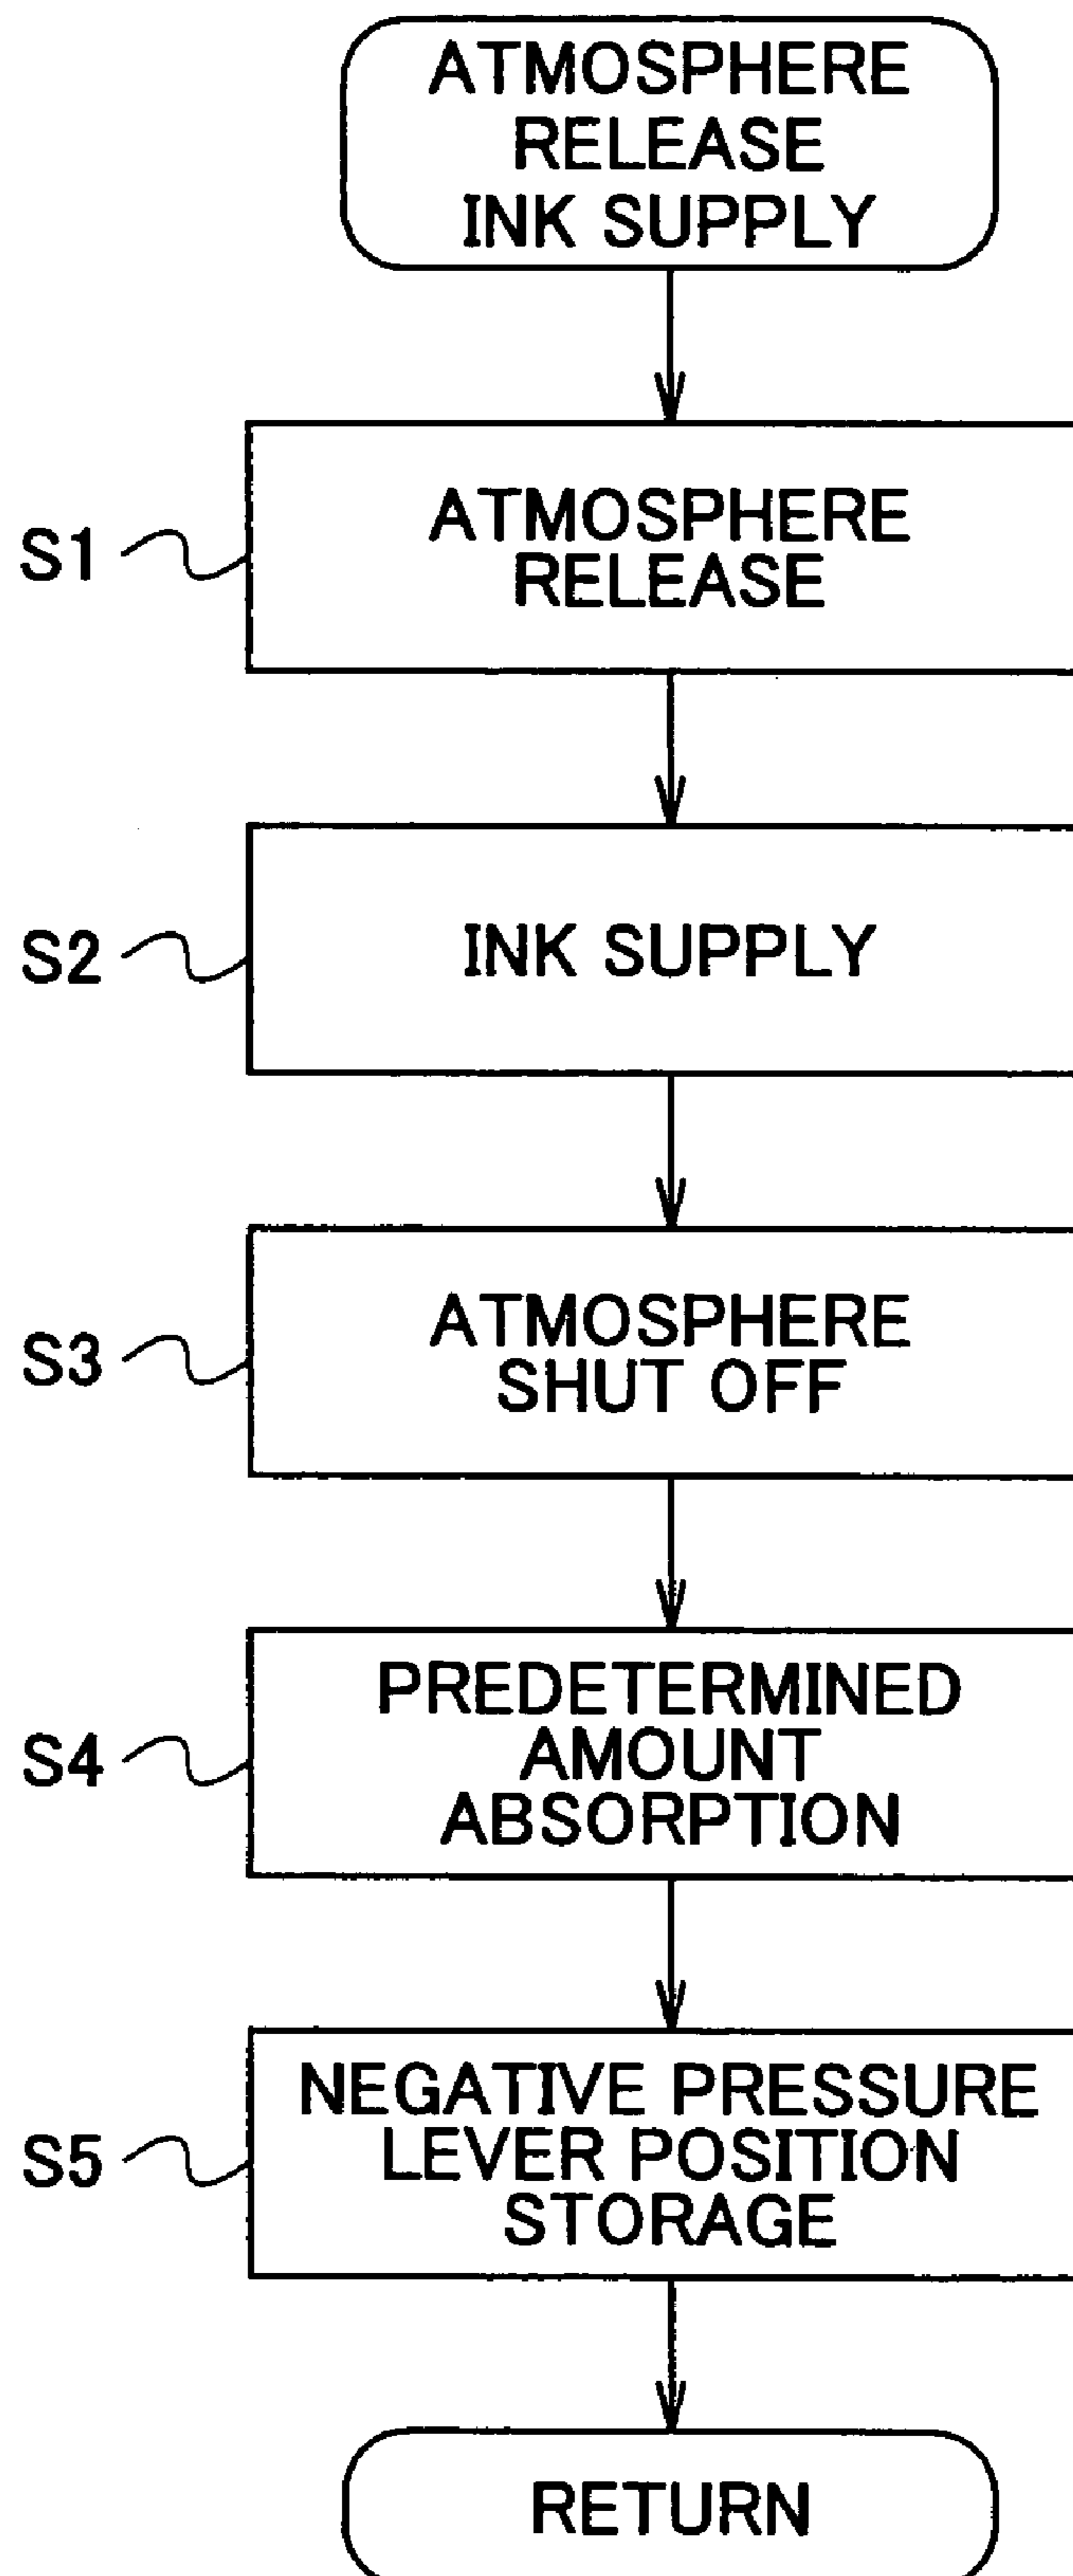 ATMOSPHERE
RELEASE
INK SUPPLY
S1
ATMOSPHERE
RELEASE
S2
INK SUPPLY
S3
ATMOSPHERE
SHUT OFF
S4
PREDETERMINED
AMOUNT
ABSORPTION
S5
NEGATIVE PRESSURE
LEVER POSITION
STORAGE
RETURN